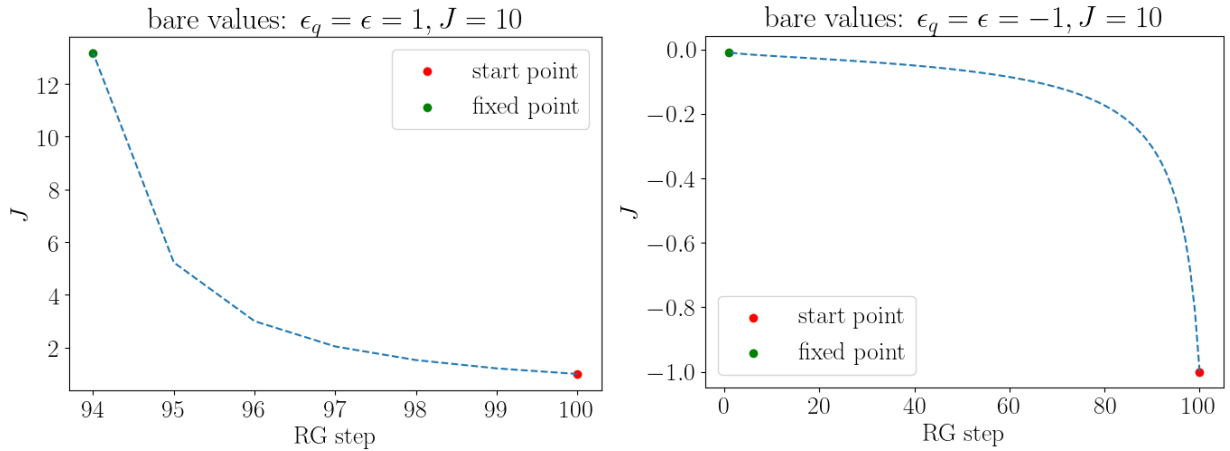 bare values: ϵ_q = ϵ = 1, J = 10
J
12
10
8
6
4
2
start point
fixed point
94 95 96 97 98 99 100
RG step
bare values: ϵ_q = ϵ = −1, J = 10
J
0.0
−0.2
−0.4
−0.6
−0.8
−1.0
start point
fixed point
0 20 40 60 80 100
RG step